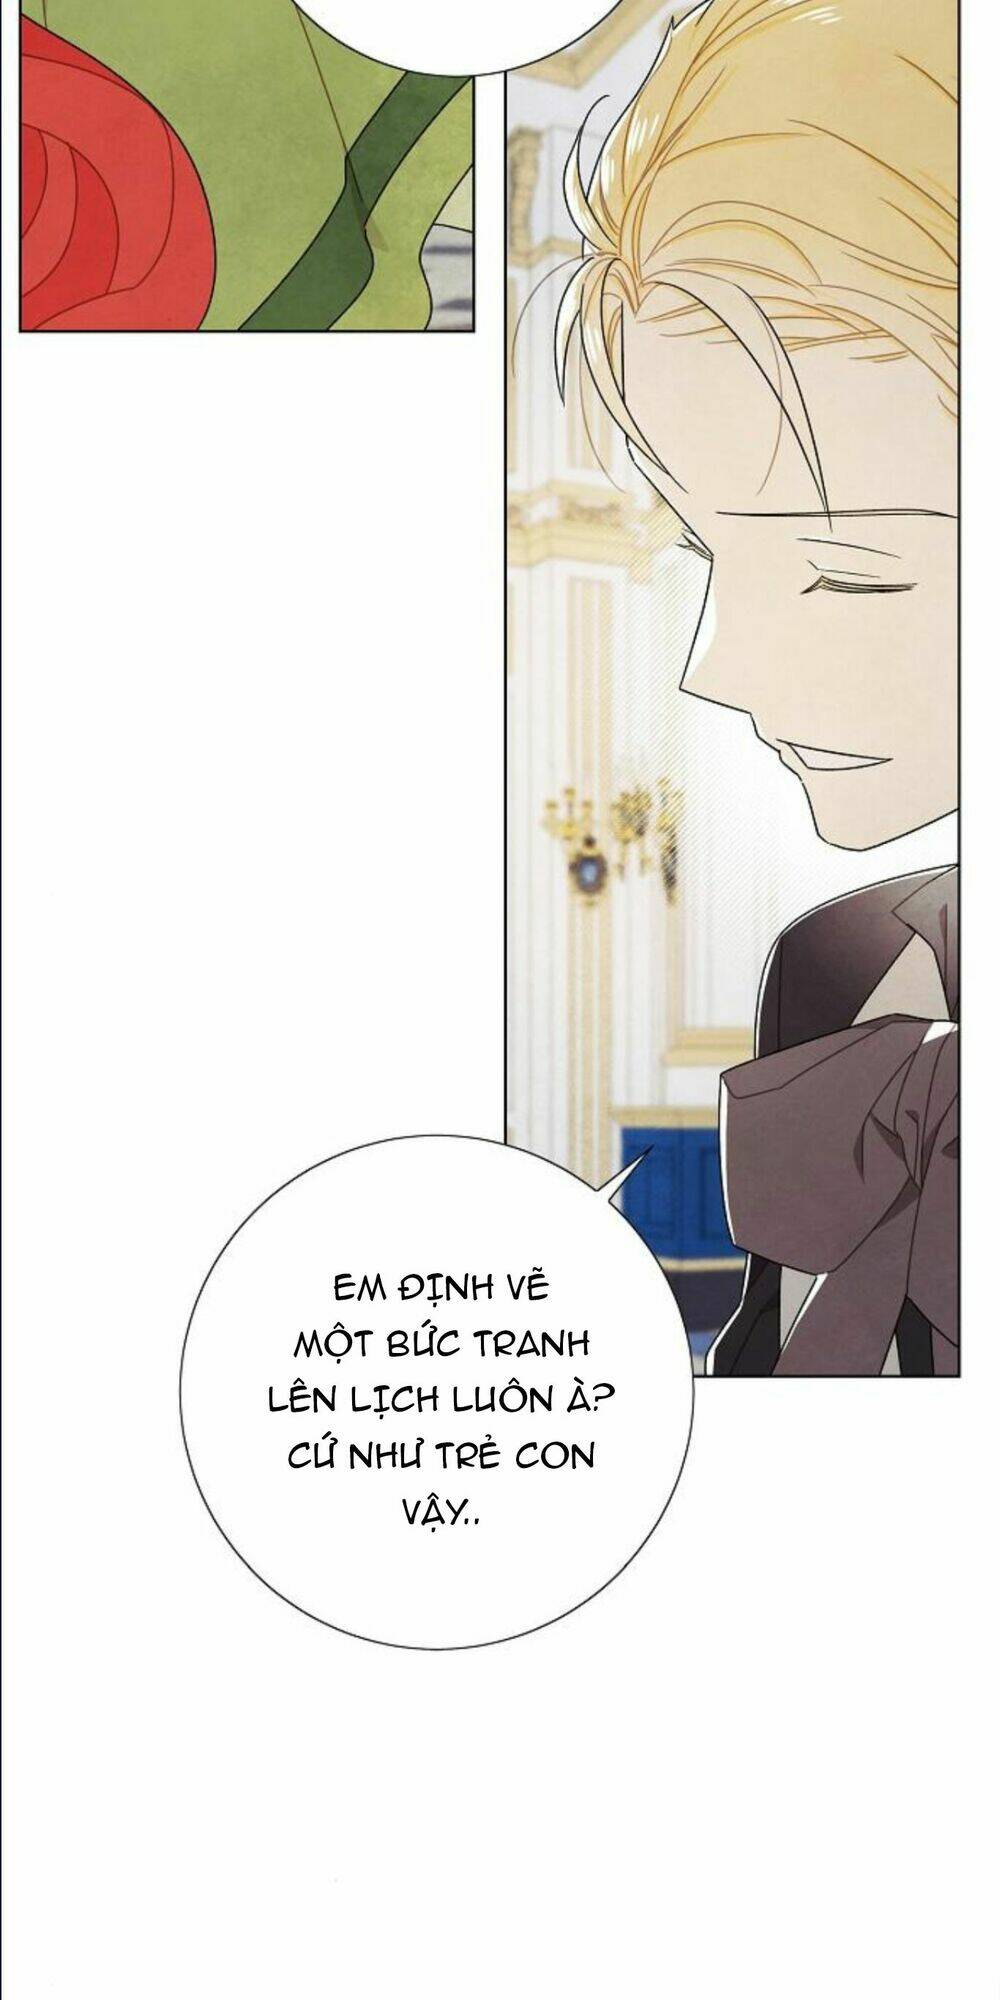 EM ĐỊNH VẼ
MỘT BỨC TRANH
LÊN LỊCH LUÔN À?
CỨ NHƯ TRẺ CON
VẬY..